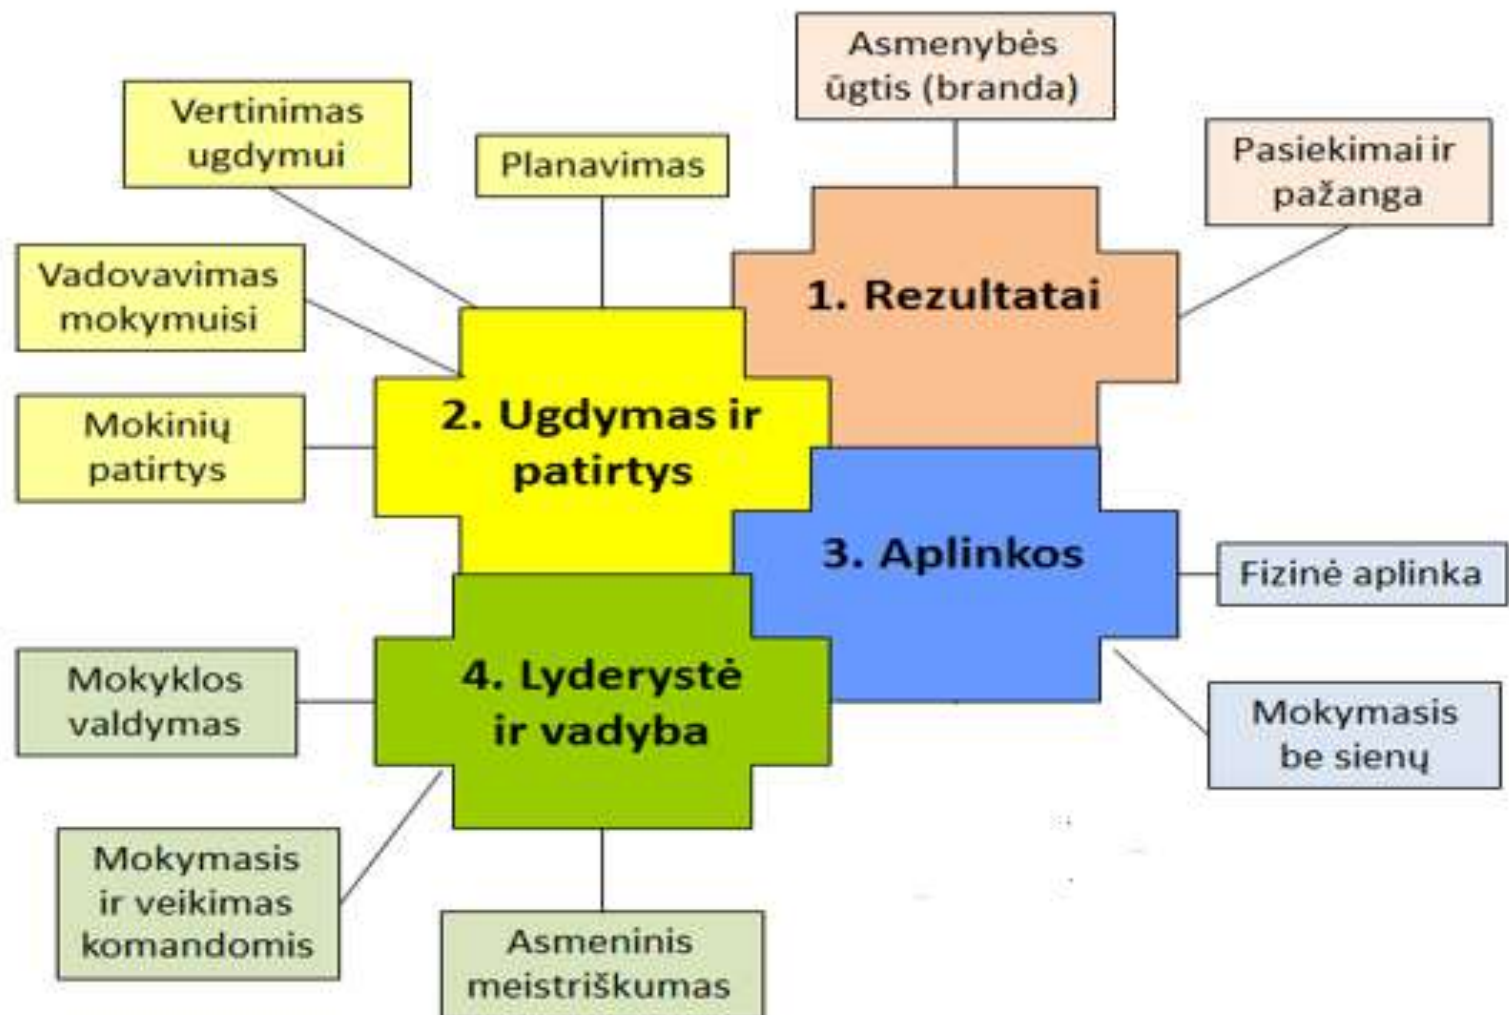 Asmenybės
ūgtis (branda)
Pasiekimai ir
pažanga
1. Rezultatai
Vertinimas
ugdymui
Planavimas
Vadovavimas
mokymuisi
Mokinių
patirtys
2. Ugdymas ir
patirtys
3. Aplinkos
Fizinė aplinka
Mokymasis
be sienų
4. Lyderystė
ir vadyba
Mokyklos
valdymas
Mokymasis
ir veikimas
komandomis
Asmeninis
meistriškumas